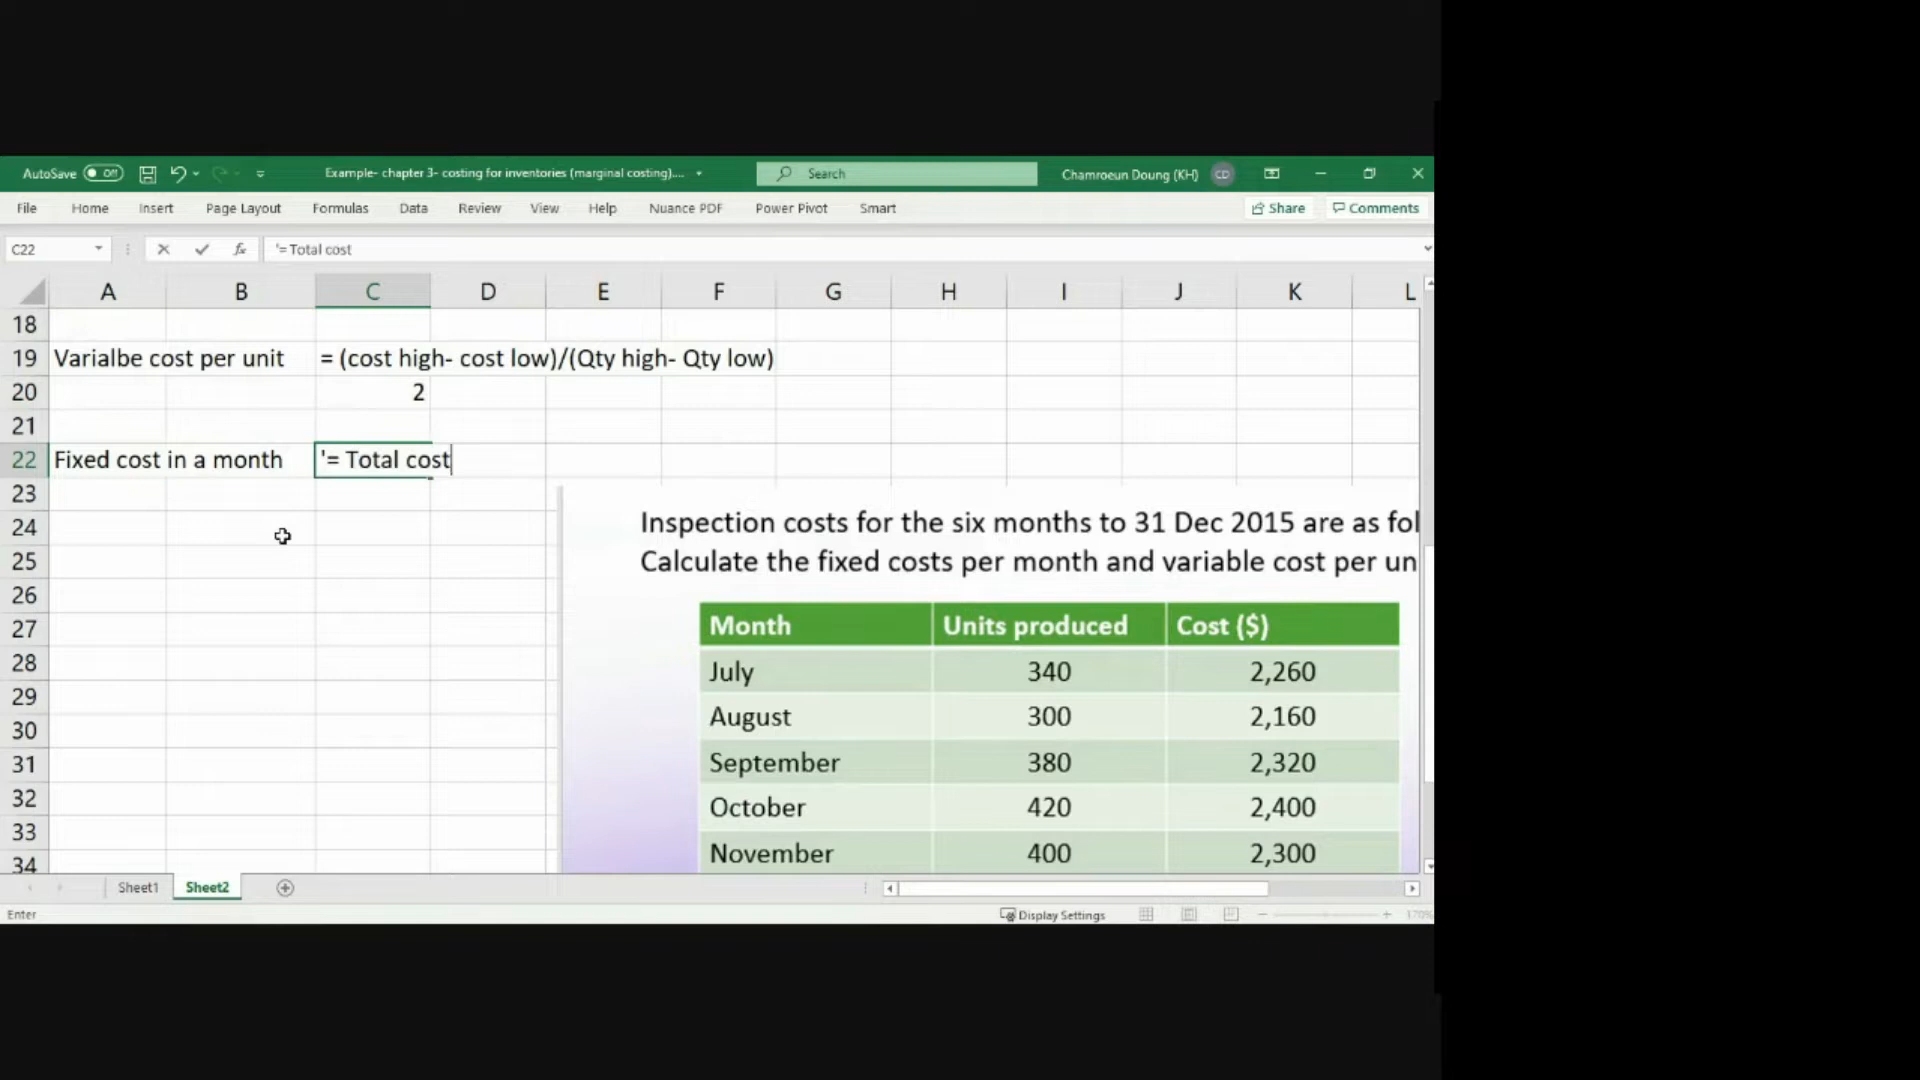 AutoSave Off Example- chapter 3- costing for inventories (marginal costing).... Search Chamroeun Doung (KH) CD
File Home Insert Page Layout Formulas Data Review View Help Nuance PDF Power Pivot Smart Share Comments
C22 fx '= Total cost
A B C D E F G H I J K L
18
19 Varialbe cost per unit = (cost high- cost low)/(Qty high- Qty low)
20 2
21
22 Fixed cost in a month '= Total cost
23
24
25
26
27
28
29
30
31
32
33
34
Inspection costs for the six months to 31 Dec 2015 are as fol
Calculate the fixed costs per month and variable cost per un
Month Units produced Cost ($)
July 340 2,260
August 300 2,160
September 380 2,320
October 420 2,400
November 400 2,300
Sheet1 Sheet2
Enter Display Settings 170%